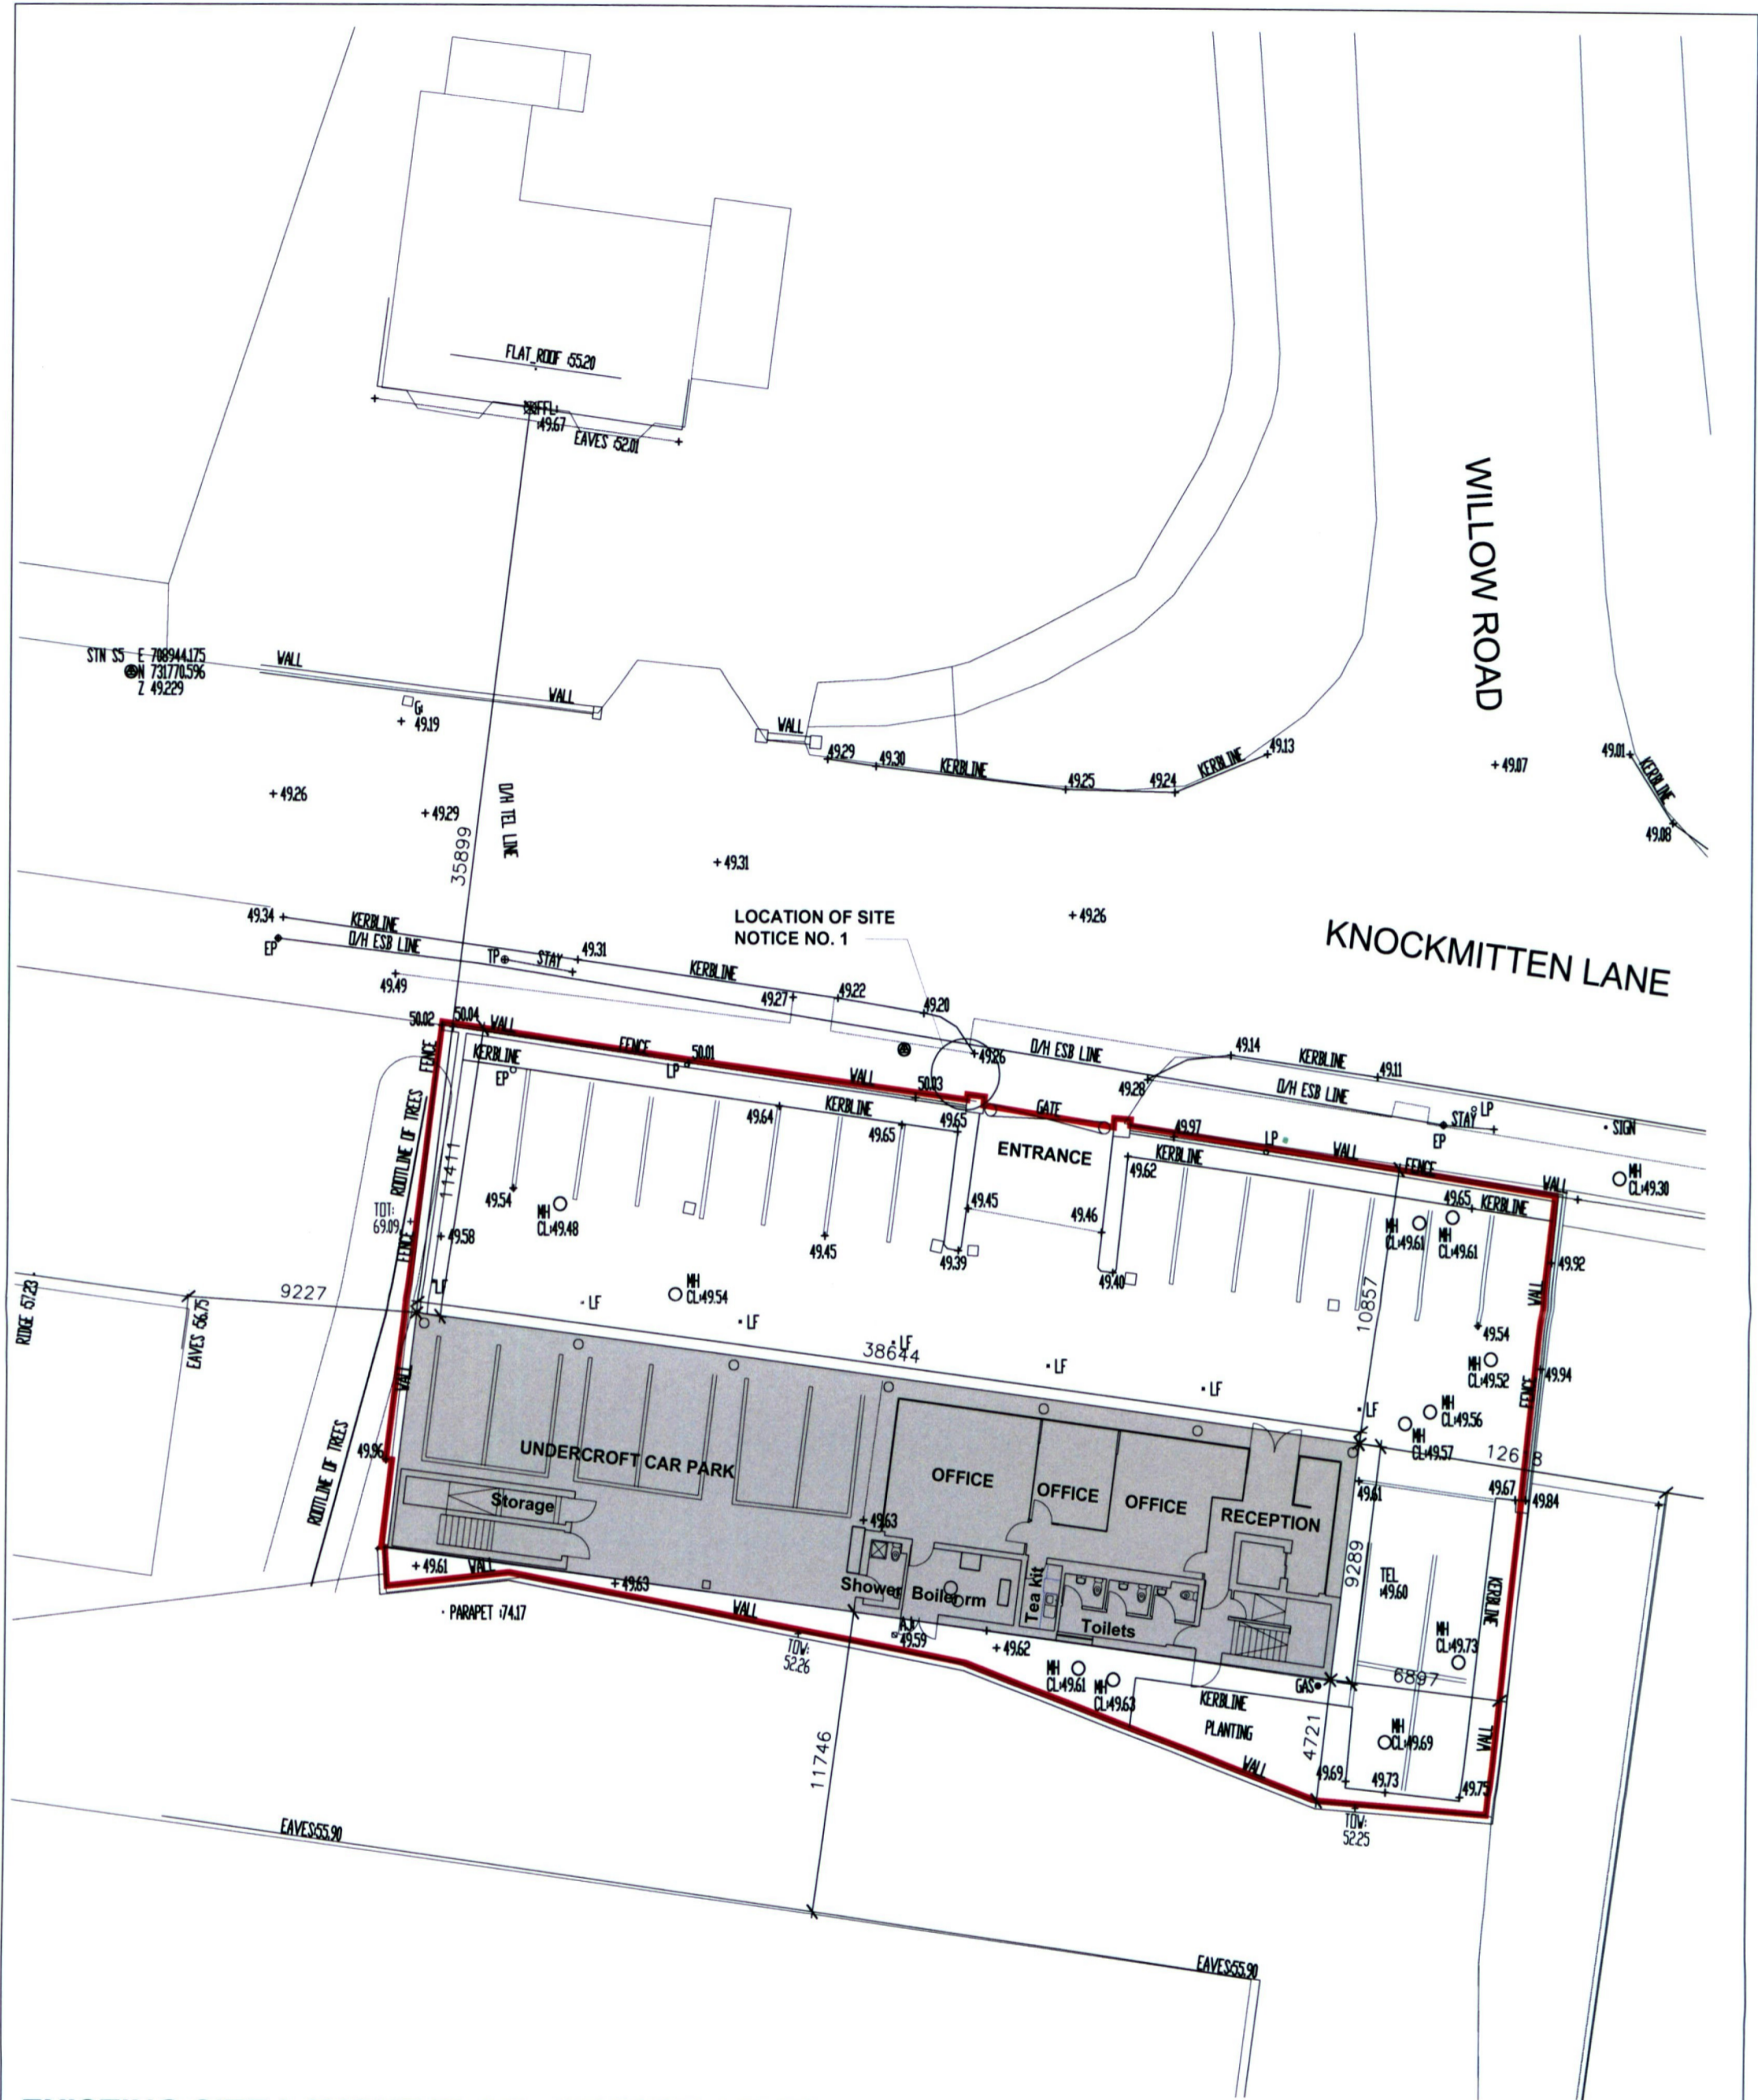 FLAT_ROOF :55.20
FFL:
:49.67
EAVES :52.01
WILLOW ROAD
STN S5 E 708944.175
N 731770.596
Z 49.229
WALL
WALL
G:
+ 49.19
WALL
49.29
49.30
KERBLINE
49.25
49.24
KERBLINE
49.13
+ 49.07
49.01
KERBLINE
49.08
+ 49.26
+ 49.29
O/H TEL LINE
35899
+ 49.31
LOCATION OF SITE
NOTICE NO. 1
+ 49.26
KNOCKMITTEN LANE
49.34
KERBLINE
EP
O/H ESB LINE
TP
STAY
49.31
KERBLINE
49.49
49.27
49.22
49.20
49.26
O/H ESB LINE
49.14
KERBLINE
49.11
49.28
O/H ESB LINE
STAY
LP
EP
SIGN
50.02
50.04
WALL
FENCE
50.01
WALL
50.03
FENCE
KERBLINE
EP
LP
49.64
KERBLINE
49.65
49.65
GATE
ENTRANCE
49.97
LP
WALL
FENCE
WALL
MH
CL:49.30
49.62
KERBLINE
49.65
KERBLINE
ROOTLINE OF TREES
11411
TOT:
69.09
FENCE
49.58
49.54
MH
CL:49.48
49.45
49.45
49.46
49.39
49.40
MH
CL:49.61
MH
CL:49.61
49.92
WALL
10857
49.54
RIDGE :57.23
EAVES :56.75
9227
LF
LF
MH
CL:49.54
LF
LF
38644
LF
LF
LF
MH
CL:49.52
49.94
FENCE
MH
CL:49.56
MH
CL:49.57
WALL
ROOTLINE OF TREES
49.96
UNDERCROFT CAR PARK
Storage
OFFICE
OFFICE
OFFICE
RECEPTION
49.61
49.67
49.84
+ 49.63
9289
TEL
:49.60
KERBLINE
+ 49.61
WALL
+ 49.63
Shower
Tea kit
Toilets
PARAPET :74.17
WALL
TOW:
52.26
49.59
+ 49.62
MH
CL:49.61
MH
CL:49.63
GAS
KERBLINE
PLANTING
MH
CL:49.73
6897
MH
CL:49.69
WALL
11746
4721
WALL
49.69
49.73
49.75
TOW:
52.25
EAVES:55.90
EAVES:55.90